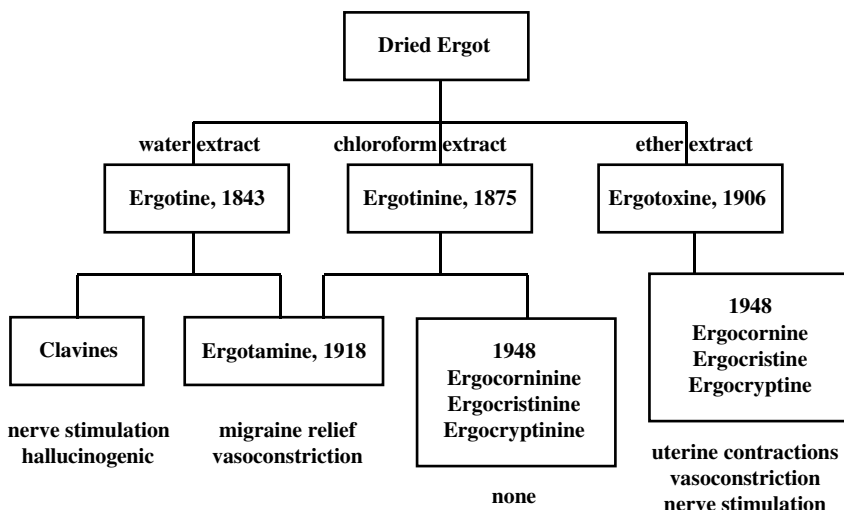 Dried Ergot
water extract
chloroform extract
ether extract
Ergotine, 1843
Ergotinine, 1875
Ergotoxine, 1906
Clavines
Ergotamine, 1918
1948
Ergocorninine
Ergocristinine
Ergocryptinine
1948
Ergocornine
Ergocristine
Ergocryptine
nerve stimulation
hallucinogenic
migraine relief
vasoconstriction
none
uterine contractions
vasoconstriction
nerve stimulation